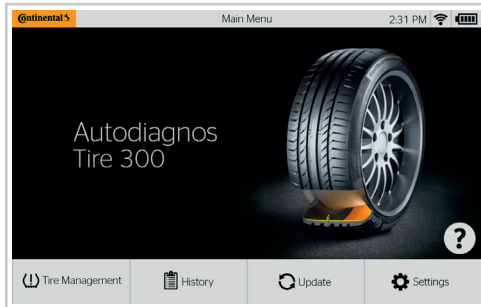 Continental
Main Menu
2:31 PM
Autodiagnos
Tire 300
?
Tire Management
History
Update
Settings